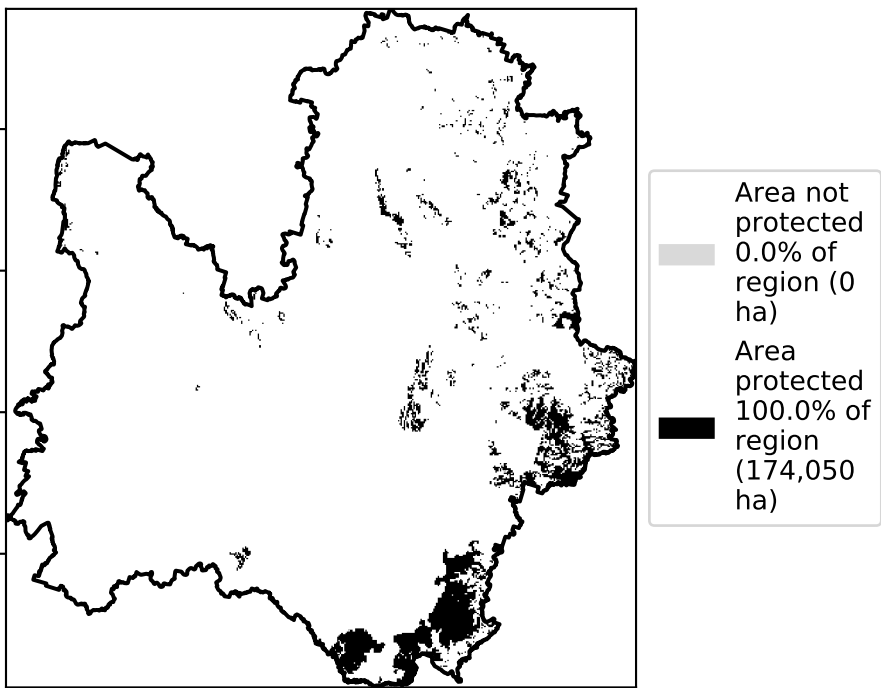 Area not
protected
0.0% of
region (0
ha)
Area
protected
100.0% of
region
(174,050
ha)